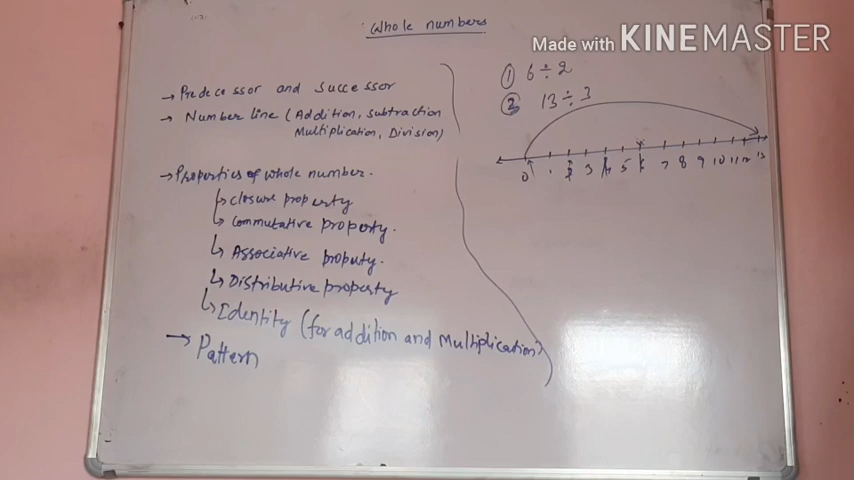 Whole numbers
Made with KINEMASTER
→ Predecessor and successor
→ Number line (Addition, subtraction
Multiplication, Division)
→ Properties of whole number.
↳ closure property
↳ Commutative property.
↳ Associative property.
↳ Distributive property
↳ Identity (for addition and Multiplication)
→ Pattern
① 6 ÷ 2
② 13 ÷ 3
0 1 2 3 4 5 6 7 8 9 10 11 12 13